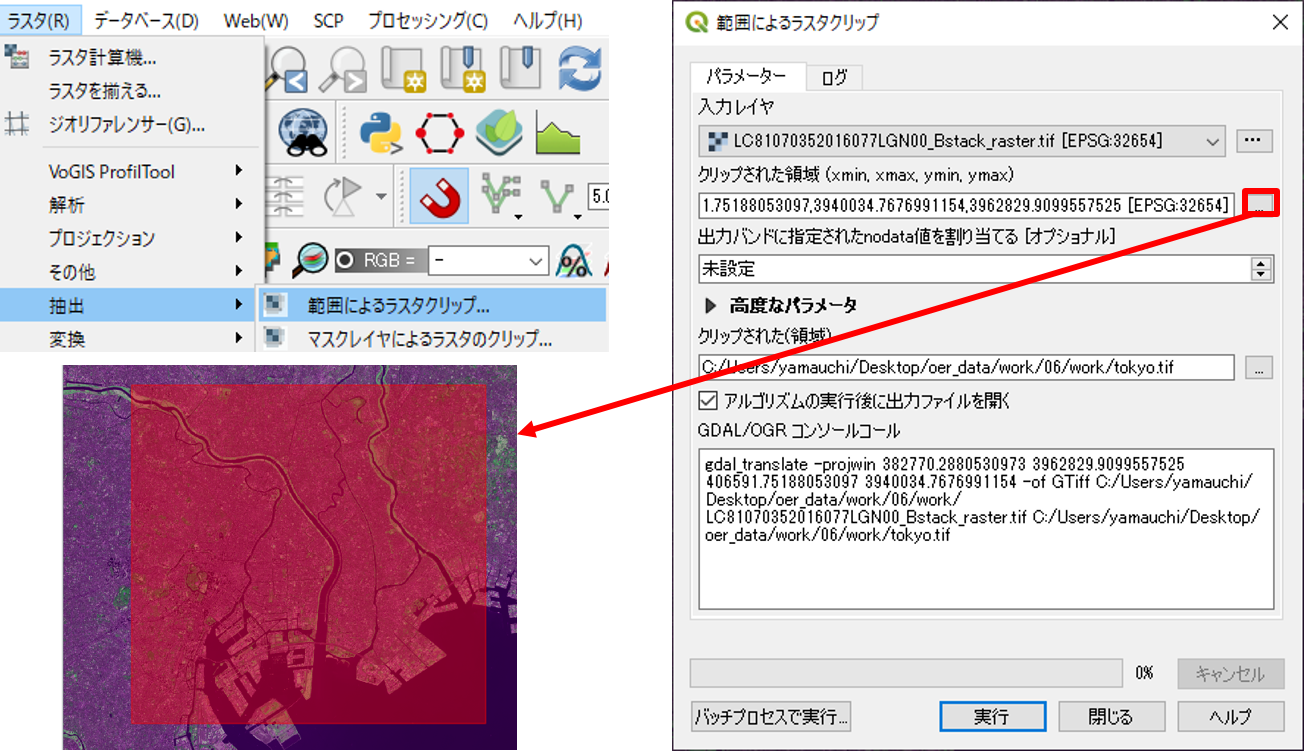 ラスタ(R) データベース(D) Web(W) SCP プロセッシング(C) ヘルプ(H)
ラスタ計算機...
ラスタを揃える...
ジオリファレンサー(G)...
VoGIS ProfilTool
解析
プロジェクション
その他
抽出
変換
5.0
RGB =
-
範囲によるラスタクリップ...
マスクレイヤによるラスタのクリップ...
範囲によるラスタクリップ
パラメーター ログ
入力レイヤ
LC81070352016077LGN00_Bstack_raster.tif [EPSG:32654]
...
クリップされた領域 (xmin, xmax, ymin, ymax)
1.75188053097,3940034.7676991154,3962829.9099557525 [EPSG:32654]
...
出力バンドに指定されたnodata値を割り当てる [オプショナル]
未設定
高度なパラメータ
クリップされた(領域)
C:/Users/yamauchi/Desktop/oer_data/work/06/work/tokyo.tif
...
アルゴリズムの実行後に出力ファイルを開く
GDAL/OGR コンソールコール
gdal_translate -projwin 382770.2880530973 3962829.9099557525
406591.75188053097 3940034.7676991154 -of GTiff C:/Users/yamauchi/
Desktop/oer_data/work/06/work/
LC81070352016077LGN00_Bstack_raster.tif C:/Users/yamauchi/Desktop/
oer_data/work/06/work/tokyo.tif
0%
キャンセル
バッチプロセスで実行... 実行 閉じる ヘルプ